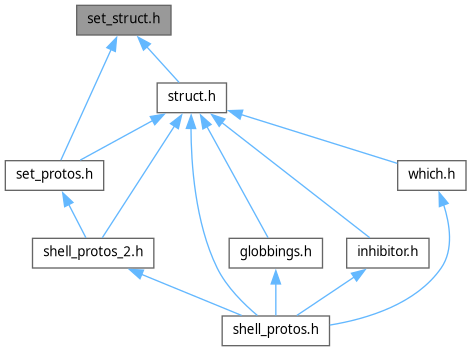 set_struct.h
struct.h
set_protos.h
which.h
shell_protos_2.h
globbings.h
inhibitor.h
shell_protos.h